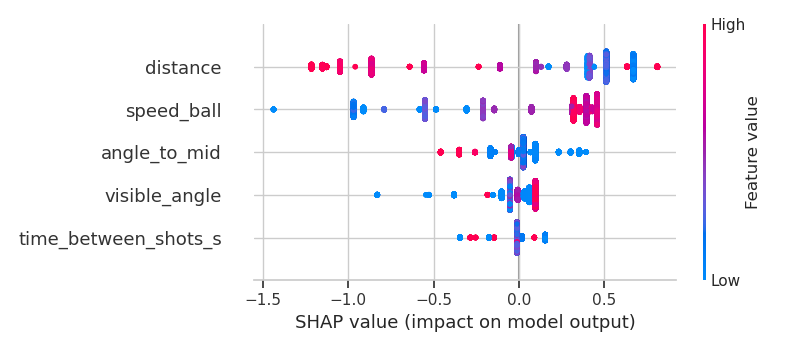 High
distance
speed_ball
angle_to_mid
visible_angle
time_between_shots_s
Feature value
Low
−1.5 −1.0 −0.5 0.0 0.5
SHAP value (impact on model output)